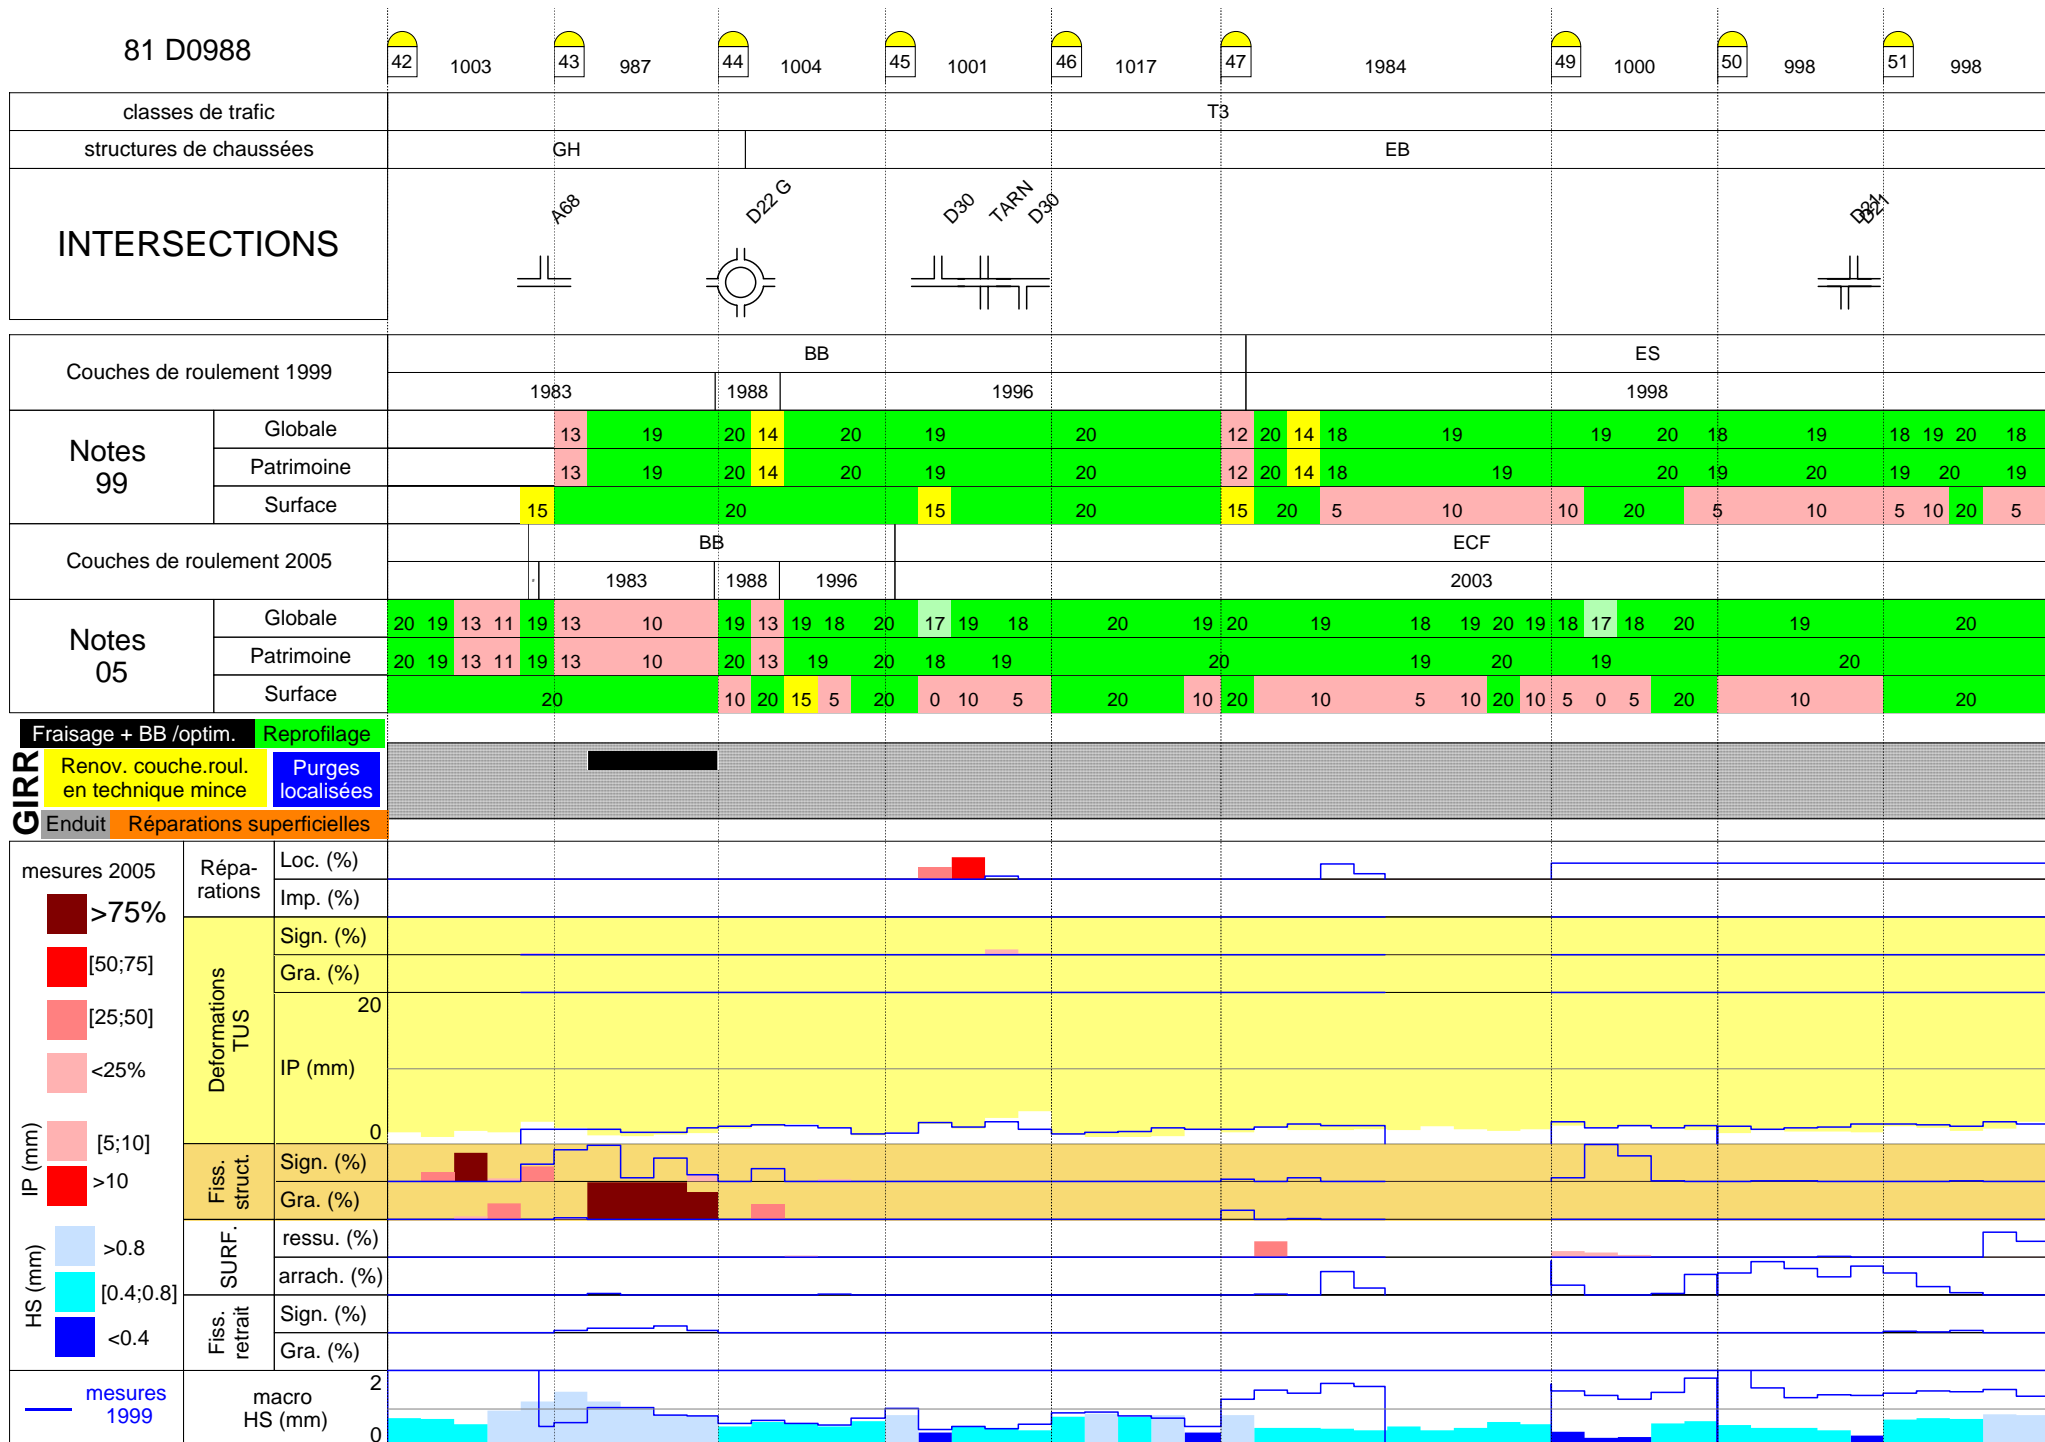 81 D0988
42 1003 43 987 44 1004 45 1001 46 1017 47 1984 49 1000 50 998 51 998
classes de trafic T3
structures de chaussées GH EB
INTERSECTIONS
A68 D22 G D30 TARN D30 D21 D21
Couches de roulement 1999
BB ES
1983 1988 1996 1998
Notes 99
Globale 13 19 20 14 20 19 20 12 20 14 18 19 19 20 18 19 18 19 20 18
Patrimoine 13 19 20 14 20 19 20 12 20 14 18 19 20 19 20 19 20 19
Surface 15 20 15 20 15 20 5 10 10 20 5 10 5 10 20 5
Couches de roulement 2005
BB ECF
1983 1988 1996 2003
Notes 05
Globale 20 19 13 11 19 13 10 19 13 19 18 20 17 19 18 20 19 20 19 18 19 20 19 18 17 18 20 19 20
Patrimoine 20 19 13 11 19 13 10 20 13 19 20 18 19 20 19 20 19 20
Surface 20 10 20 15 5 20 0 10 5 20 10 20 10 5 10 20 10 5 0 5 20 10 20
GIRR
Fraisage + BB /optim. Reprofilage
Renov. couche.roul. en technique mince
Purges localisées
Enduit Réparations superficielles
mesures 2005
>75%
[50;75]
[25;50]
<25%
IP (mm)
[5;10]
>10
HS (mm)
>0.8
[0.4;0.8]
<0.4
mesures 1999
Répa-
rations
Loc. (%)
Imp. (%)
Deformations
TUS
Sign. (%)
Gra. (%)
20
IP (mm)
0
Fiss.
struct.
Sign. (%)
Gra. (%)
SURF.
ressu. (%)
arrach. (%)
Fiss.
retrait
Sign. (%)
Gra. (%)
macro
HS (mm)
2
0